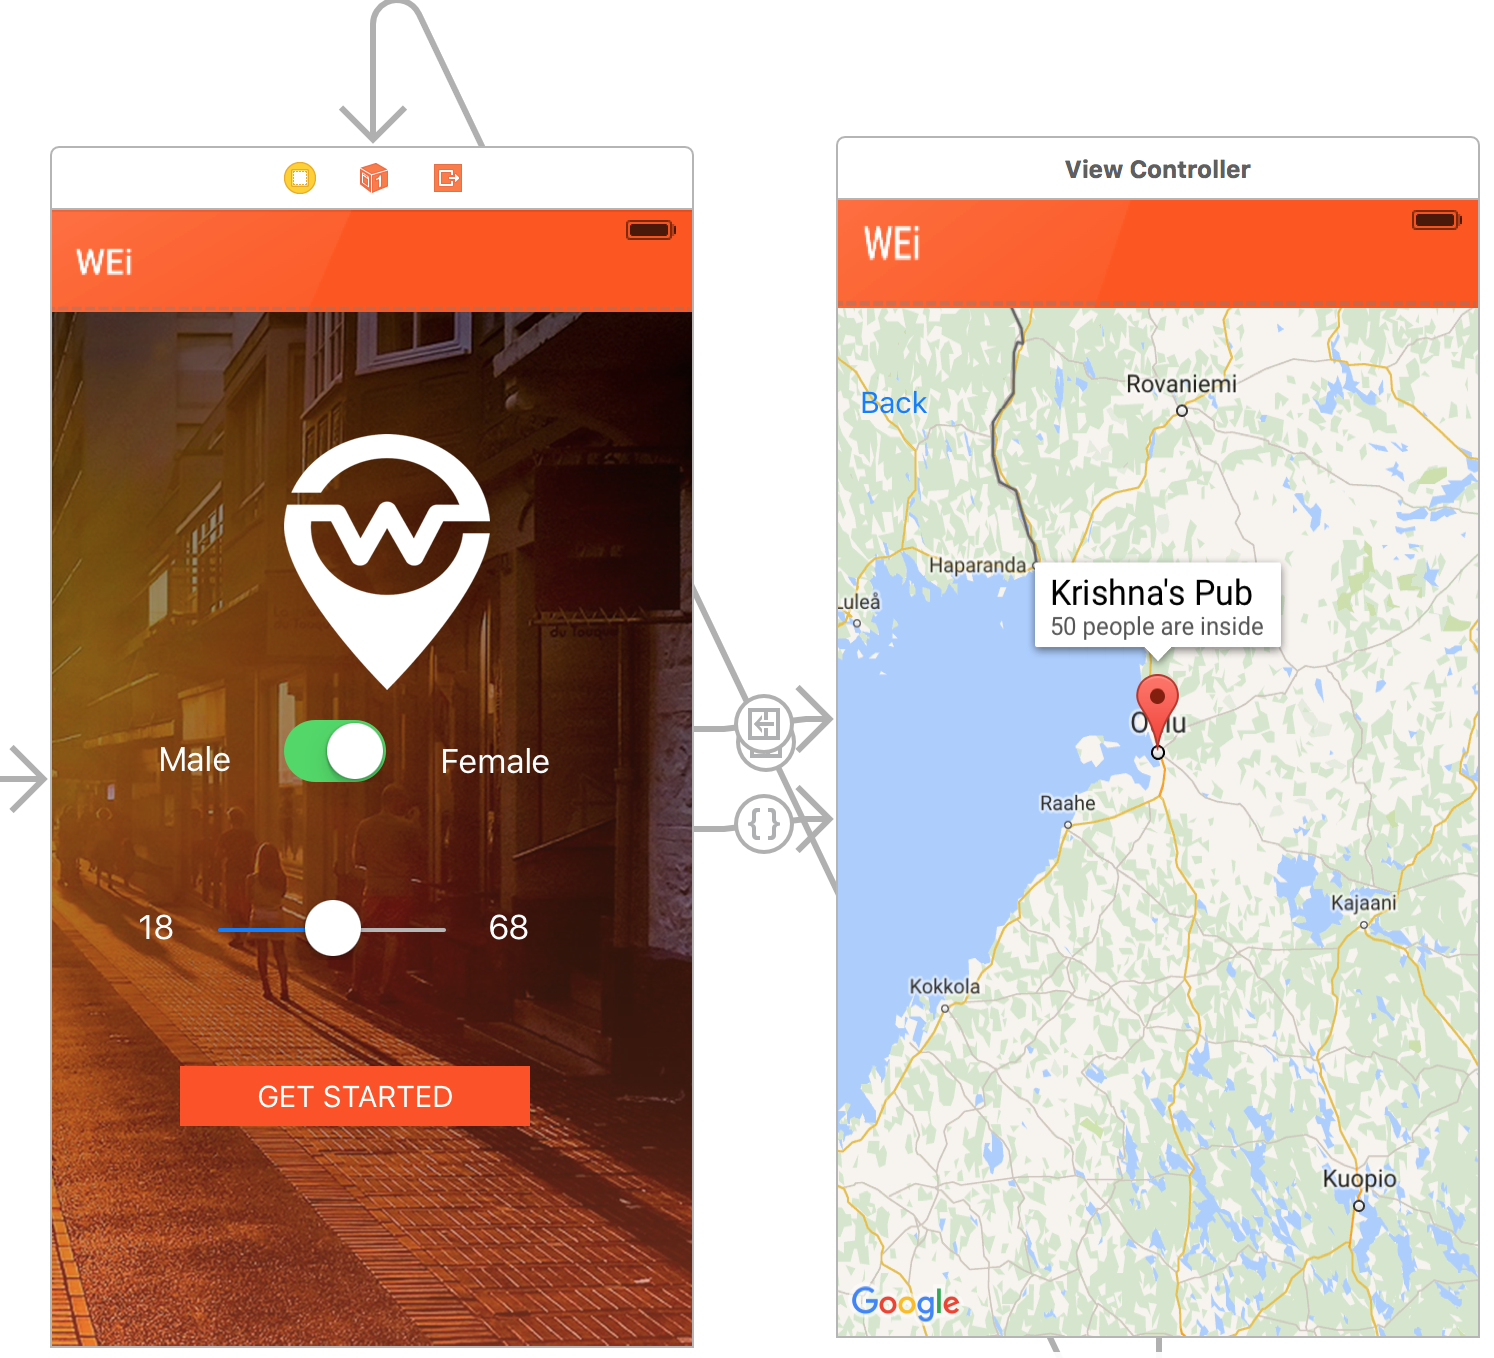 WEi
Male
Female
18
68
GET STARTED
View Controller
WEi
Back
Rovaniemi
Haparanda
Luleå
Krishna's Pub
50 people are inside
Raahe
Kajaani
Kokkola
Kuopio
Google